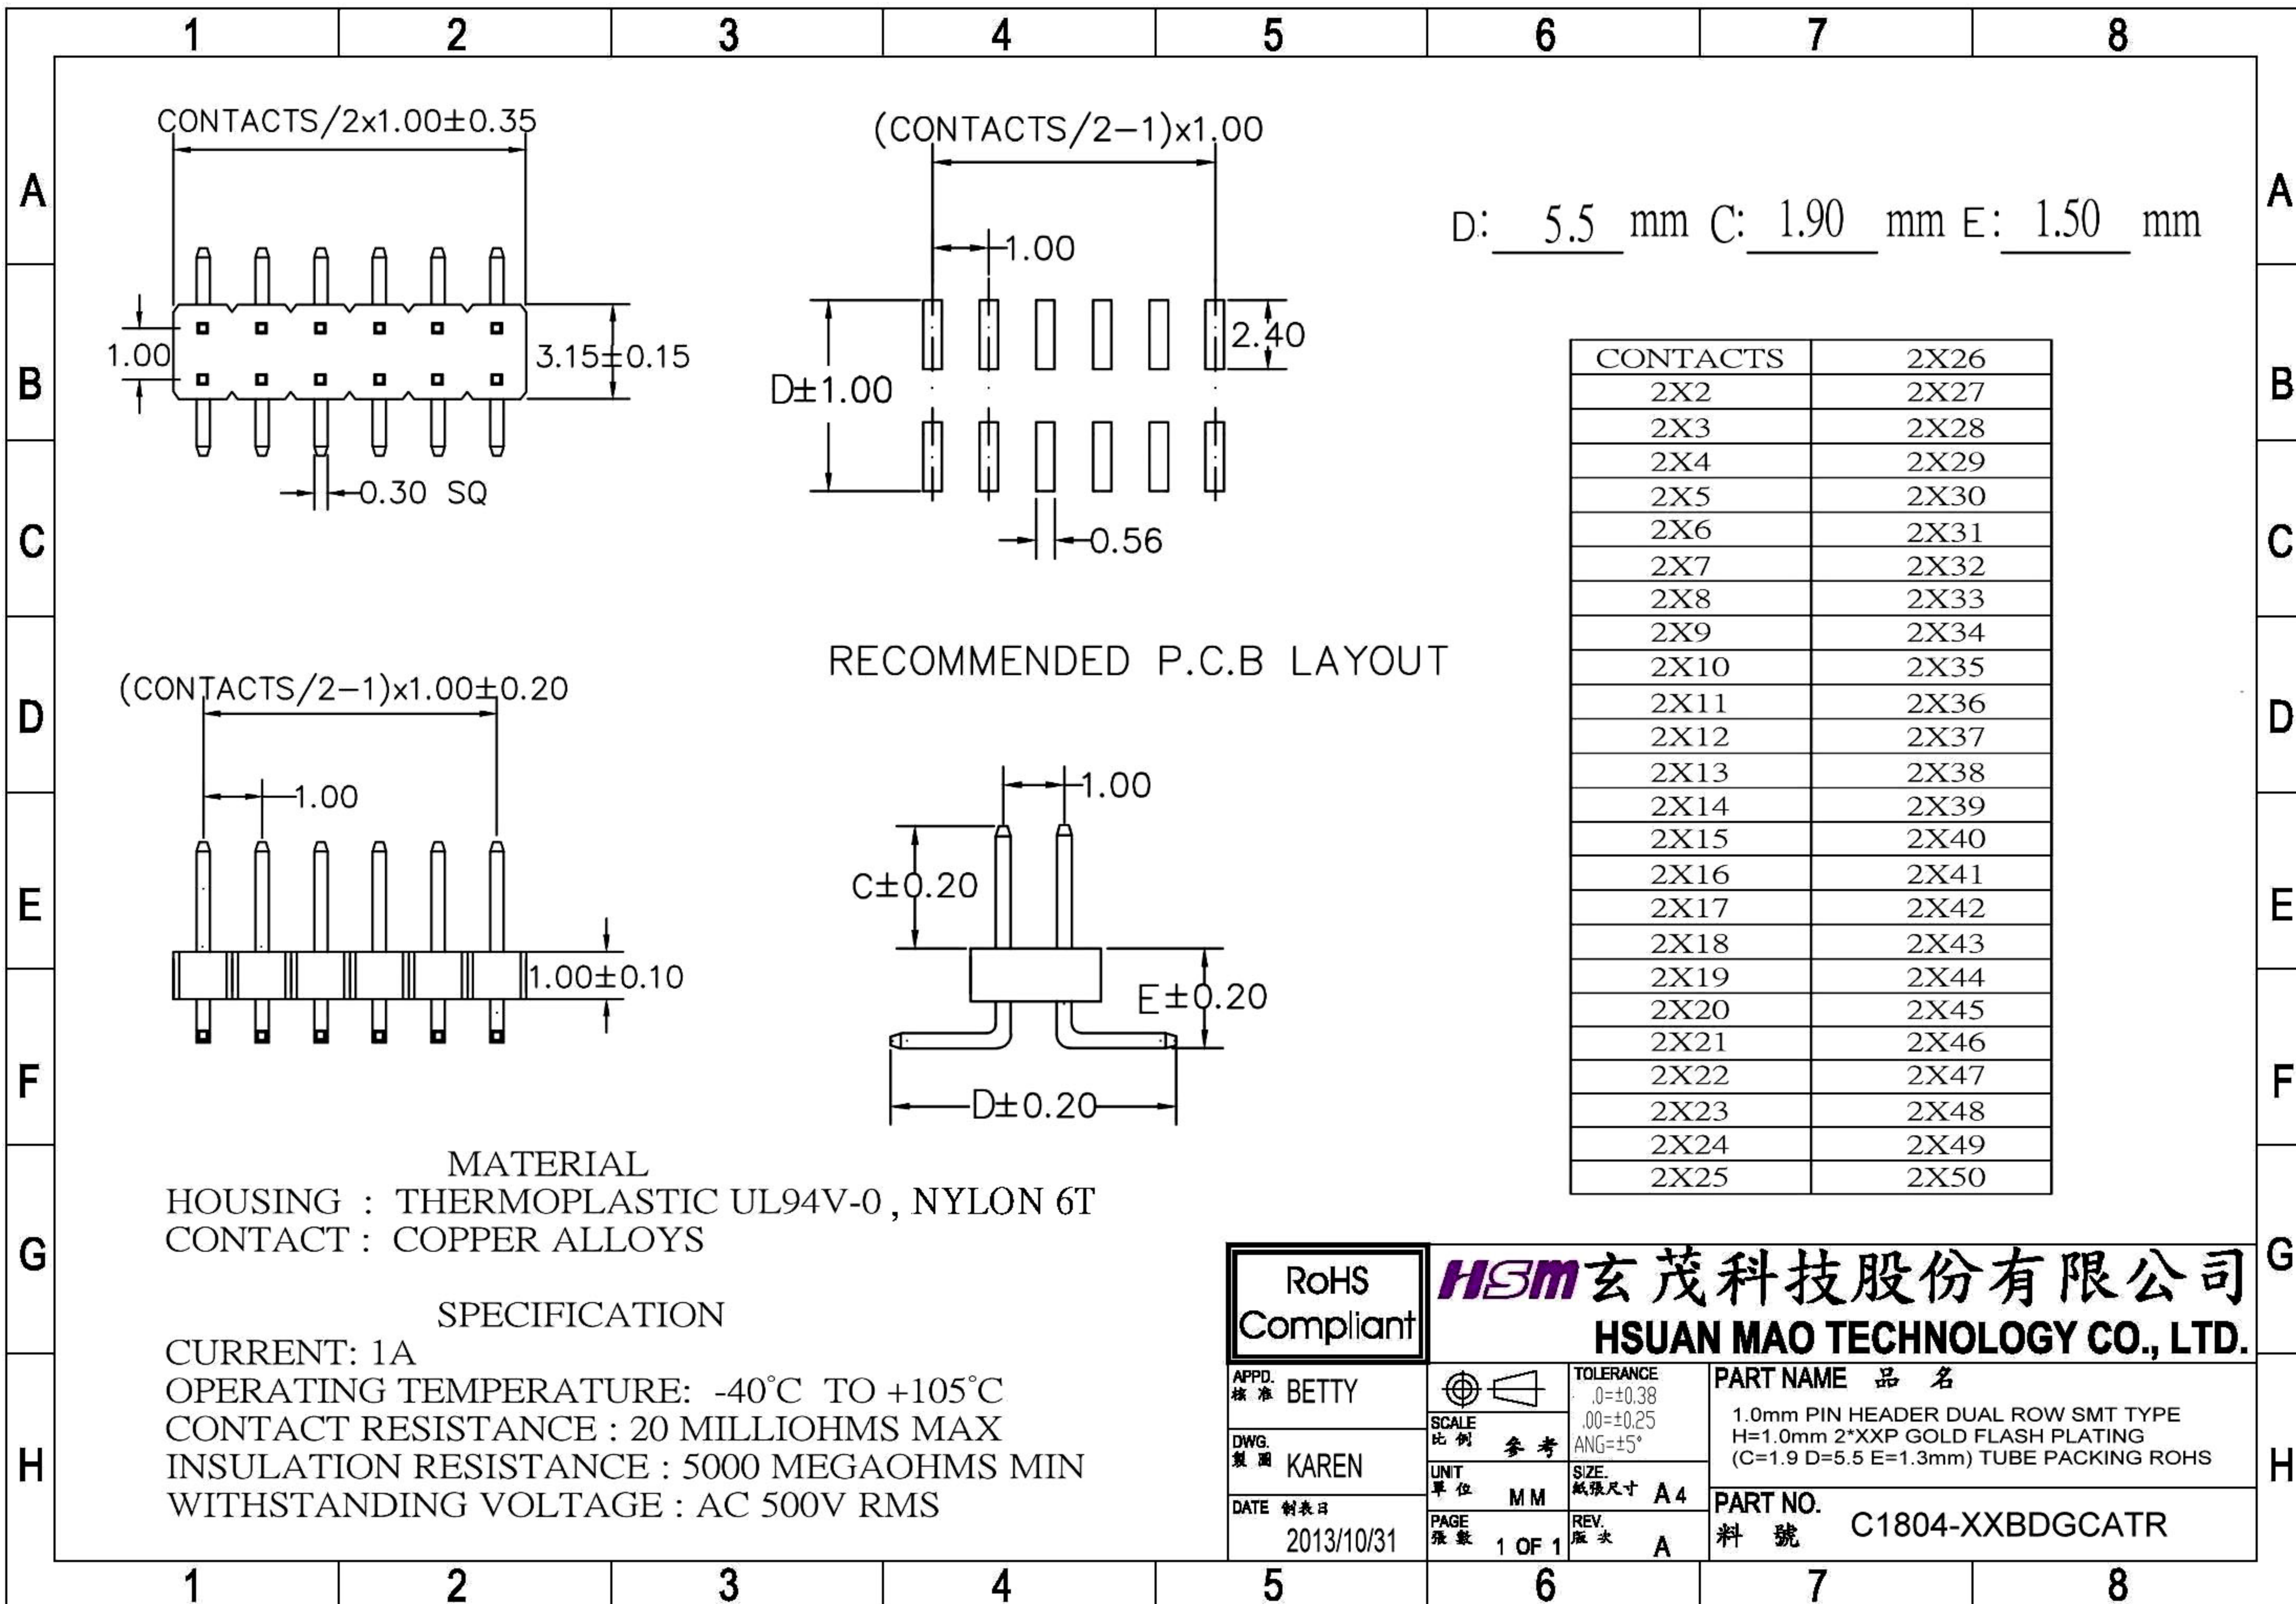 1 2 3 4 5 6 7 8
A
B
C
D
E
F
G
H
CONTACTS/2x1.00±0.35
1.00
3.15±0.15
0.30 SQ
(CONTACTS/2-1)x1.00
1.00
2.40
D±1.00
0.56
RECOMMENDED P.C.B LAYOUT
D: 5.5 mm C: 1.90 mm E: 1.50 mm
CONTACTS 2X26
2X2 2X27
2X3 2X28
2X4 2X29
2X5 2X30
2X6 2X31
2X7 2X32
2X8 2X33
2X9 2X34
2X10 2X35
2X11 2X36
2X12 2X37
2X13 2X38
2X14 2X39
2X15 2X40
2X16 2X41
2X17 2X42
2X18 2X43
2X19 2X44
2X20 2X45
2X21 2X46
2X22 2X47
2X23 2X48
2X24 2X49
2X25 2X50
(CONTACTS/2-1)x1.00±0.20
1.00
1.00±0.10
1.00
C±0.20
E±0.20
D±0.20
MATERIAL
HOUSING : THERMOPLASTIC UL94V-0 , NYLON 6T
CONTACT : COPPER ALLOYS
SPECIFICATION
CURRENT: 1A
OPERATING TEMPERATURE: -40°C TO +105°C
CONTACT RESISTANCE : 20 MILLIOHMS MAX
INSULATION RESISTANCE : 5000 MEGAOHMS MIN
WITHSTANDING VOLTAGE : AC 500V RMS
RoHS
Compliant
HSM 玄茂科技股份有限公司
HSUAN MAO TECHNOLOGY CO., LTD.
APPD.
核准 BETTY
DWG.
製圖 KAREN
DATE 制表日
2013/10/31
SCALE
比例 參考
UNIT
單位 MM
PAGE
張數 1 OF 1
TOLERANCE
.0=±0.38
.00=±0.25
ANG=±5°
SIZE.
紙張尺寸 A4
REV.
版次 A
PART NAME 品名
1.0mm PIN HEADER DUAL ROW SMT TYPE
H=1.0mm 2*XXP GOLD FLASH PLATING
(C=1.9 D=5.5 E=1.3mm) TUBE PACKING ROHS
PART NO.
料號 C1804-XXBDGCATR
A
B
C
D
E
F
G
H
1 2 3 4 5 6 7 8